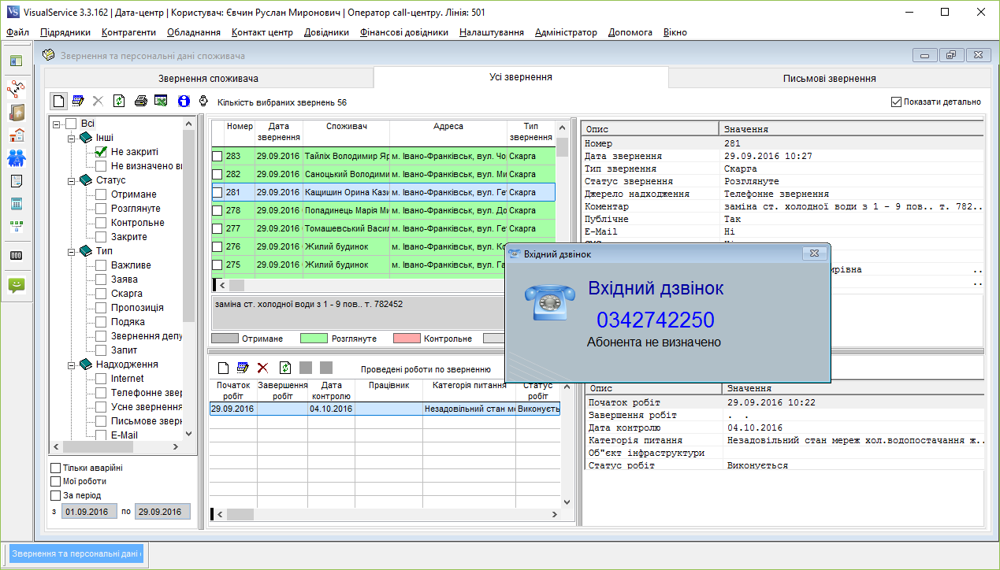 VisualService 3.3.162 | Дата-центр | Користувач: Євчин Руслан Миронович | Оператор call-центру. Лінія: 501
Файл Підрядники Контрагенти Обладнання Контакт центр Довідники Фінансові довідники Налаштування Адміністратор Допомога Вікно
Звернення та персональні дані споживача
Звернення споживача Усі звернення Письмові звернення
Кількість вибраних звернень 56
Показати детально
Всі
Інші
Не закриті
Не визначено ви
Статус
Отримане
Розглянуте
Контрольне
Закрите
Тип
Важливе
Заява
Скарга
Пропозиція
Подяка
Звернення депу
Запит
Надходження
Internet
Телефонне звер
Усне звернення
Письмове зверн
E-Mail
Тільки аварійні
Мої роботи
За період
з 01.09.2016 по 29.09.2016
Номер Дата звернення Споживач Адреса Тип звернення
283 29.09.2016 Тайліх Володимир Яр м. Івано-Франківськ, вул. Чо Скарга
282 29.09.2016 Саноцький Володими м. Івано-Франківськ, вул. Ми Скарга
281 29.09.2016 Кащишин Орина Кази м. Івано-Франківськ, вул. Ге Скарга
278 29.09.2016 Попадинець Марія Ми м. Івано-Франківськ, вул. До Скарга
277 29.09.2016 Томашевський Васил м. Івано-Франківськ, вул. Ге Скарга
276 29.09.2016 Жилий будинок м. Івано-Франківськ, вул. Ко
275 29.09.2016 Жилий будинок м. Івано-Франківськ, вул. Га
заміна ст. холодної води з 1 - 9 пов.. т. 782452
Отримане Розглянуте Контрольне
Опис Значення
Номер 281
Дата звернення 29.09.2016 10:27
Тип звернення Скарга
Статус звернення Розглянуте
Джерело надходження Телефонне звернення
Коментар заміна ст. холодної води з 1 - 9 пов.. т. 782..
Публічне Так
E-Mail Ні
ирівна ..
..
Вхідний дзвінок
Вхідний дзвінок
0342742250
Абонента не визначено
Проведені роботи по зверненню
Початок робіт Завершення робіт Дата контролю Працівник Категорія питання Статус робіт
29.09.2016 04.10.2016 Незадовільний стан ме Виконуєть
Опис Значення
Початок робіт 29.09.2016 10:22
Завершення робіт . .
Дата контролю 04.10.2016
Категорія питання Незадовільний стан мереж хол.водопостачання ж..
Об"єкт інфраструктури
Статус робіт Виконується
Звернення та персональні дані